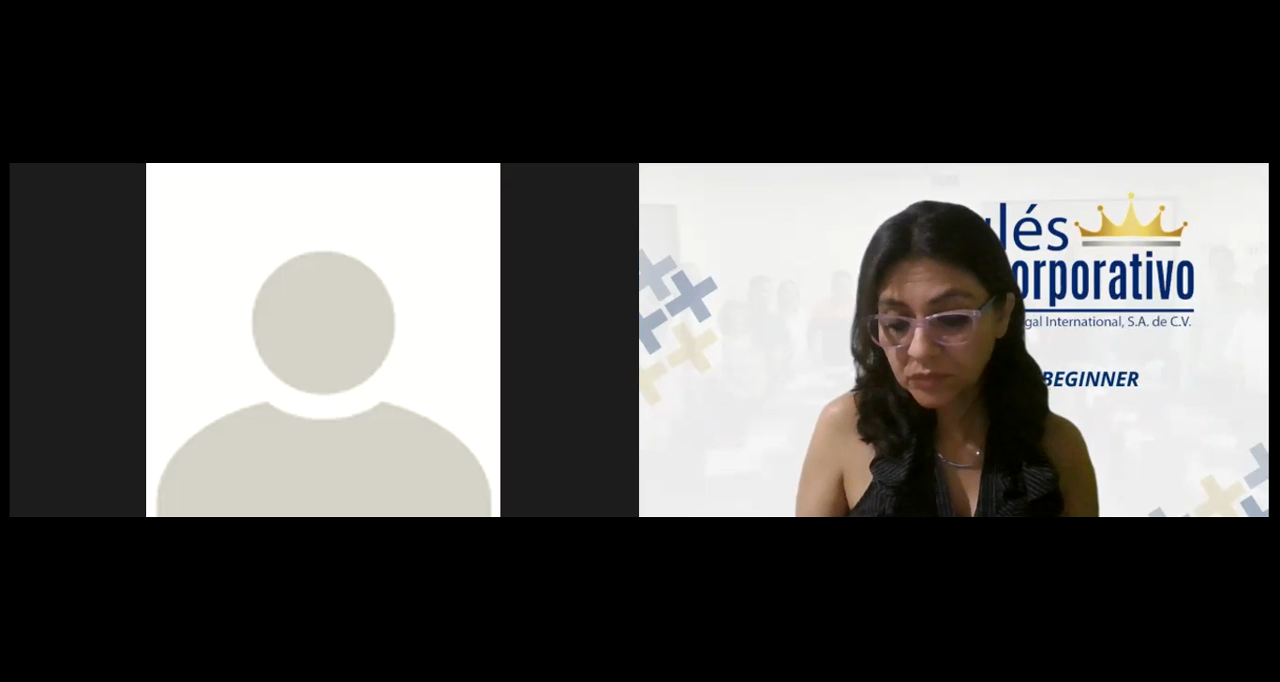 lés
orporativo
gal International, S.A. de C.V.
BEGINNER